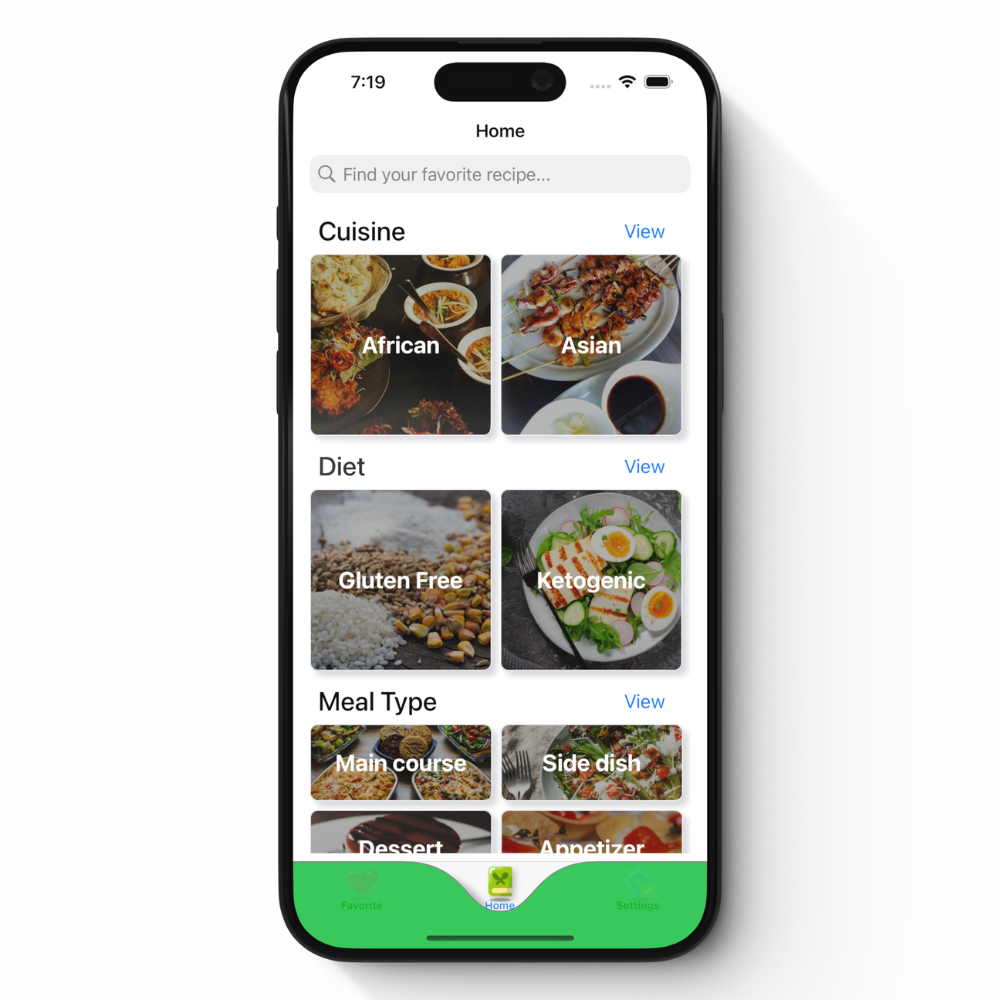 7:19
Home
Find your favorite recipe...
Cuisine View
African Asian
Diet View
Gluten Free Ketogenic
Meal Type View
Main course Side dish
Dessert Appetizer
Favorite Home Settings